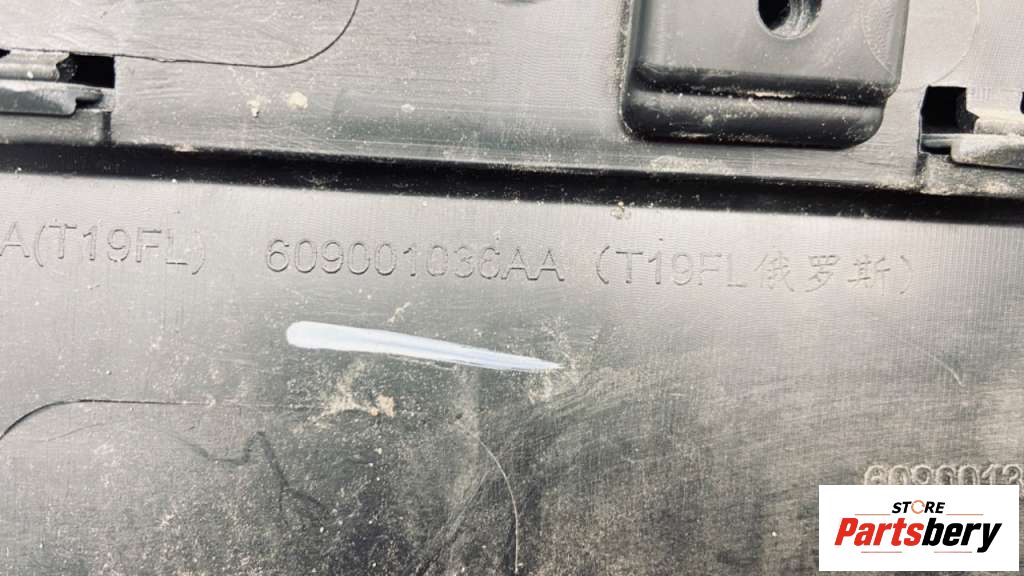 A(T19FL) 609001036AA (T19FL俄罗斯)
STORE
Partsbery